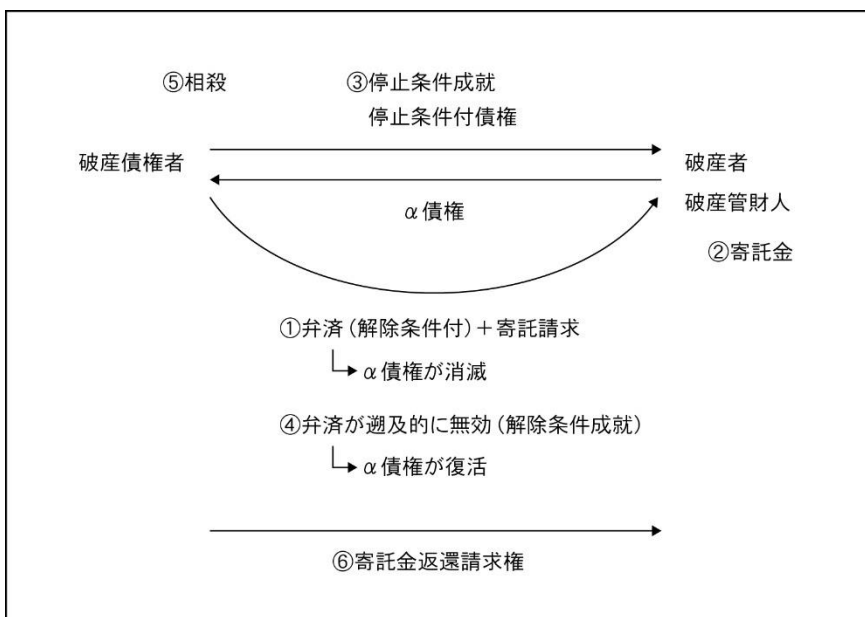 ⑤相殺
③停止条件成就
停止条件付債権
破産債権者
破産者
α債権
破産管財人
②寄託金
①弁済(解除条件付)+寄託請求
α債権が消滅
④弁済が遡及的に無効(解除条件成就)
α債権が復活
⑥寄託金返還請求権